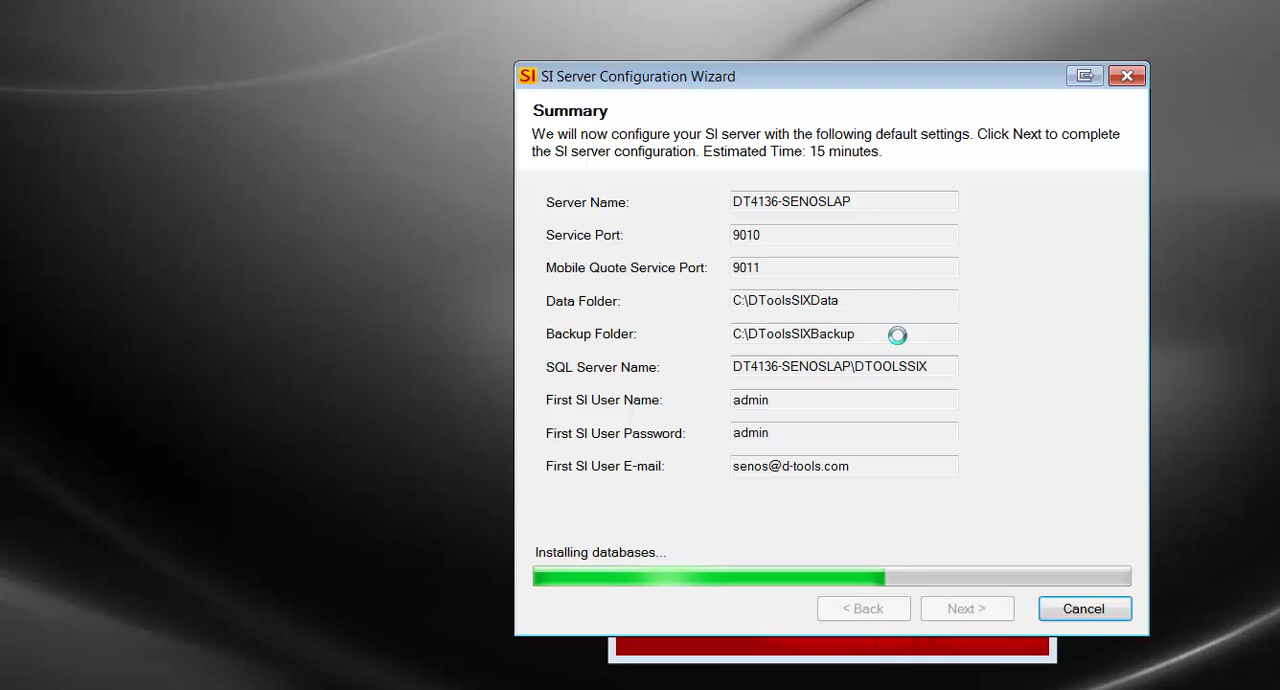 SI SI Server Configuration Wizard
Summary
We will now configure your SI server with the following default settings. Click Next to complete
the SI server configuration. Estimated Time: 15 minutes.
Server Name: DT4136-SENOSLAP
Service Port: 9010
Mobile Quote Service Port: 9011
Data Folder: C:\DToolsSIXData
Backup Folder: C:\DToolsSIXBackup
SQL Server Name: DT4136-SENOSLAP\DTOOLSSIX
First SI User Name: admin
First SI User Password: admin
First SI User E-mail: senos@d-tools.com
Installing databases...
< Back Next > Cancel